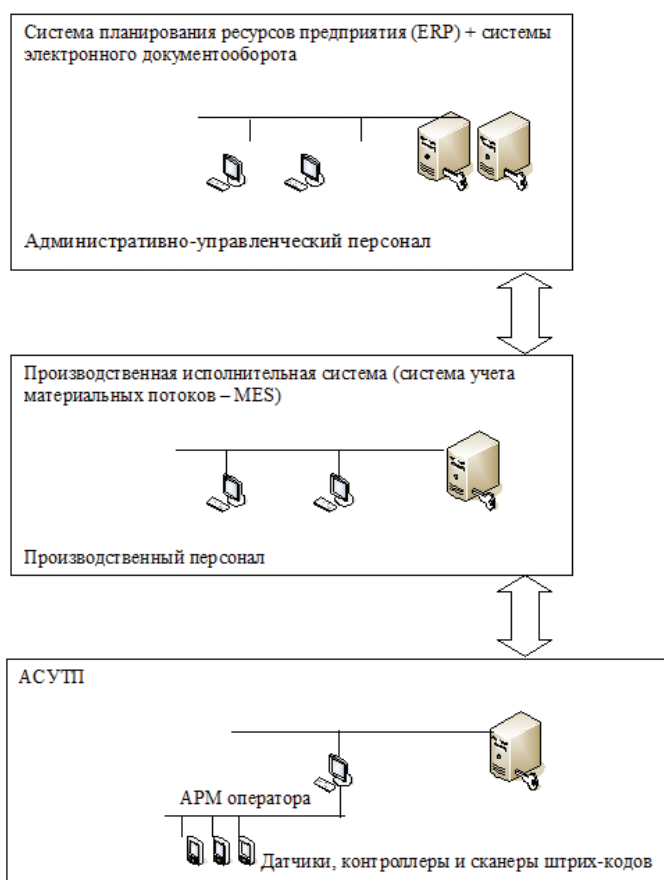 Система планирования ресурсов предприятия (ERP) + системы
электронного документооборота
Административно-управленческий персонал
Производственная исполнительная система (система учета
материальных потоков – MES)
Производственный персонал
АСУТП
АРМ оператора
Датчики, контроллеры и сканеры штрих-кодов